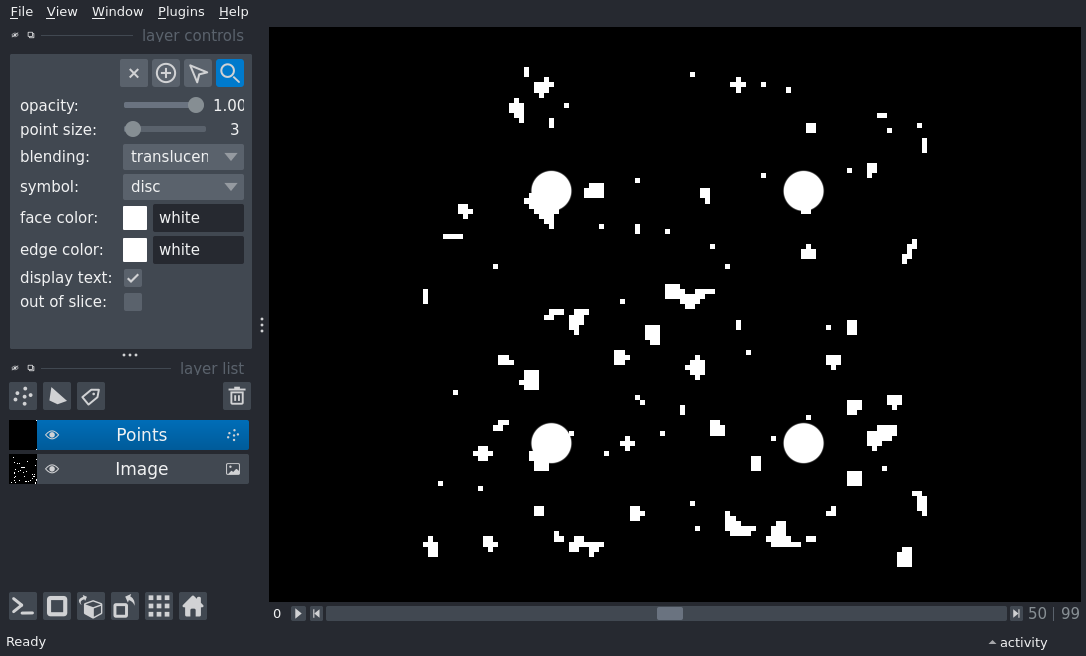 File View Window Plugins Help
layer controls
opacity: 1.00
point size: 3
blending: translucen
symbol: disc
face color: white
edge color: white
display text:
out of slice:
layer list
Points
Image
0 50 99
Ready activity